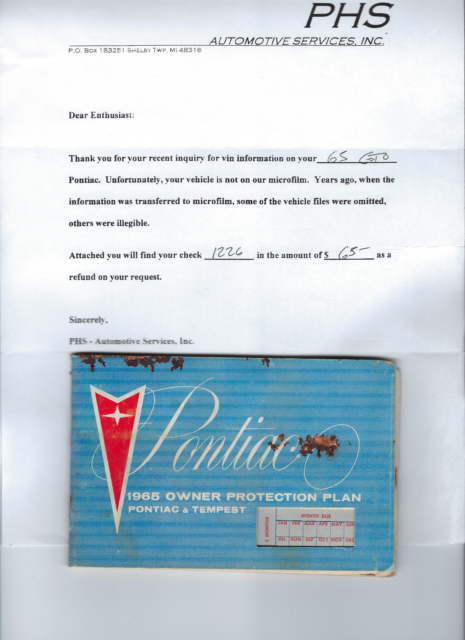 PHS
AUTOMOTIVE SERVICES, INC.
P.O. BOX 183251 SHELBY TWP, MI 48318
Dear Enthusiast:
Thank you for your recent inquiry for vin information on your 65 GTO
Pontiac. Unfortunately, your vehicle is not on our microfilm. Years ago, when the
information was transferred to microfilm, some of the vehicle files were omitted,
others were illegible.
Attached you will find your check 1226 in the amount of $ 65- as a
refund on your request.
Sincerely,
PHS - Automotive Services, Inc.
Pontiac
1965 OWNER PROTECTION PLAN
PONTIAC & TEMPEST
MONTH DUE
JAN FEB MAR APR MAY JUN
JUL AUG SEP OCT NOV DEC